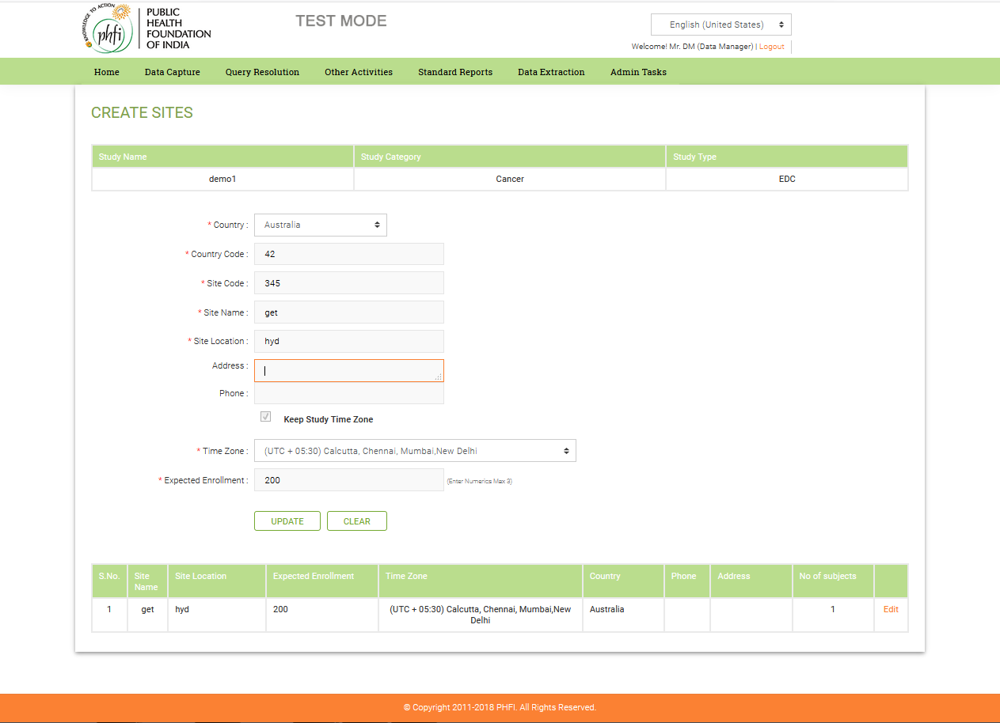 KNOWLEDGE TO ACTION
phfi
PUBLIC
HEALTH
FOUNDATION
OF INDIA
TEST MODE
English (United States)
Welcome! Mr. DM (Data Manager) | Logout
Home Data Capture Query Resolution Other Activities Standard Reports Data Extraction Admin Tasks
CREATE SITES
Study Name Study Category Study Type
demo1 Cancer EDC
* Country : Australia
* Country Code : 42
* Site Code : 345
* Site Name : get
* Site Location : hyd
Address :
Phone :
Keep Study Time Zone
* Time Zone : (UTC + 05:30) Calcutta, Chennai, Mumbai,New Delhi
* Expected Enrollment : 200 (Enter Numerics Max 3)
UPDATE CLEAR
S.No. Site Site Location Expected Enrollment Time Zone Country Phone Address No of subjects
Name
1 get hyd 200 (UTC + 05:30) Calcutta, Chennai, Mumbai,New Australia 1 Edit
Delhi
© Copyright 2011-2018 PHFI. All Rights Reserved.